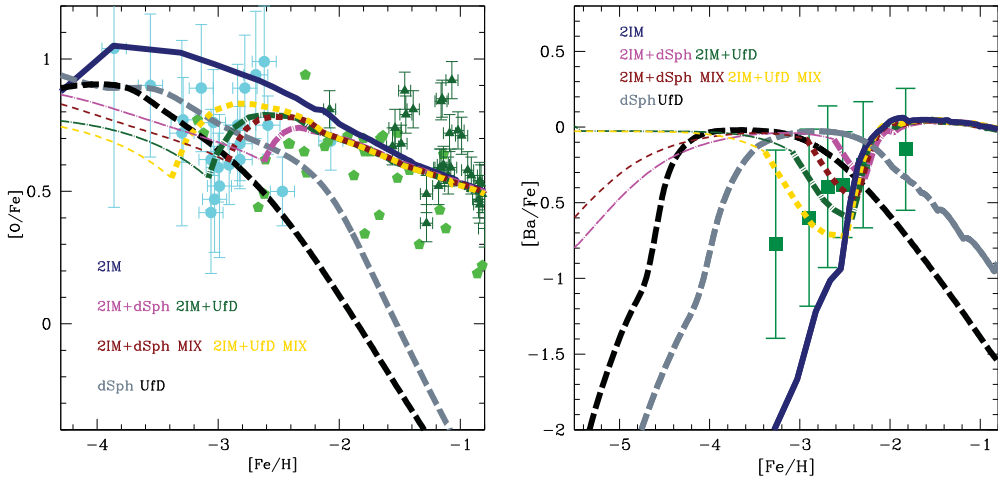 1
0.5
0
[O/Fe]
2IM
2IM+dSph 2IM+UfD
2IM+dSph MIX 2IM+UfD MIX
dSph UfD
-4 -3 -2 -1
[Fe/H]
2IM
2IM+dSph 2IM+UfD
2IM+dSph MIX 2IM+UfD MIX
dSph UfD
0.5
0
-0.5
-1
-1.5
-2
[Ba/Fe]
-5 -4 -3 -2 -1
[Fe/H]